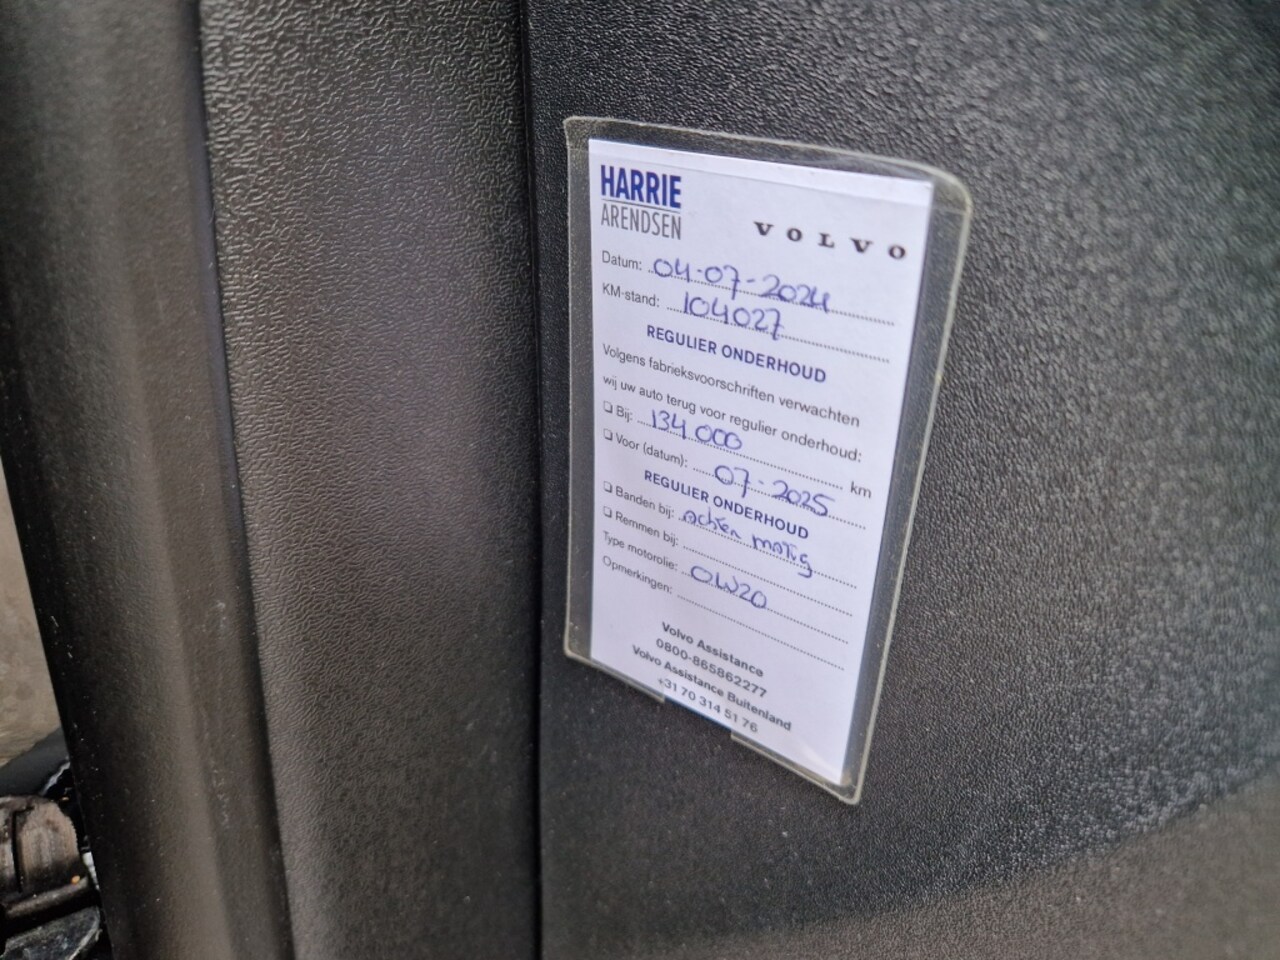 HARRIE
ARENDSEN
VOLVO
Datum: 04-07-2024
KM-stand: 104027
REGULIER ONDERHOUD
Volgens fabrieksvoorschriften verwachten
wij uw auto terug voor regulier onderhoud:
❏ Bij: 134 000 km
❏ Voor (datum): 07-2025
REGULIER ONDERHOUD
❏ Banden bij: achter matig
❏ Remmen bij:
Type motorolie: 0W20
Opmerkingen:
Volvo Assistance
0800-865862277
Volvo Assistance Buitenland
+31 70 314 51 76